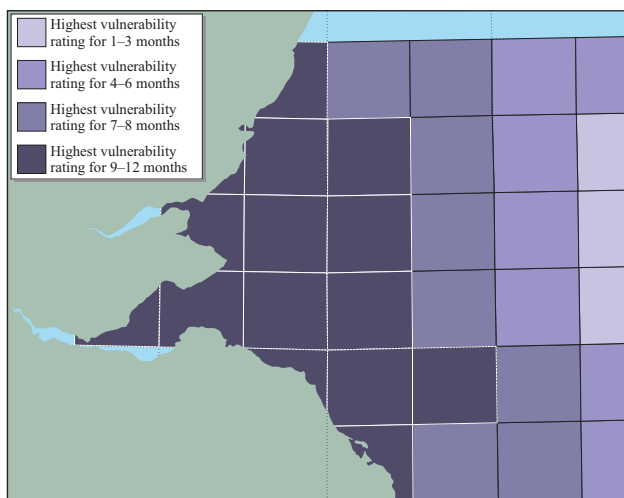 Highest vulnerability
rating for 1–3 months
Highest vulnerability
rating for 4–6 months
Highest vulnerability
rating for 7–8 months
Highest vulnerability
rating for 9–12 months